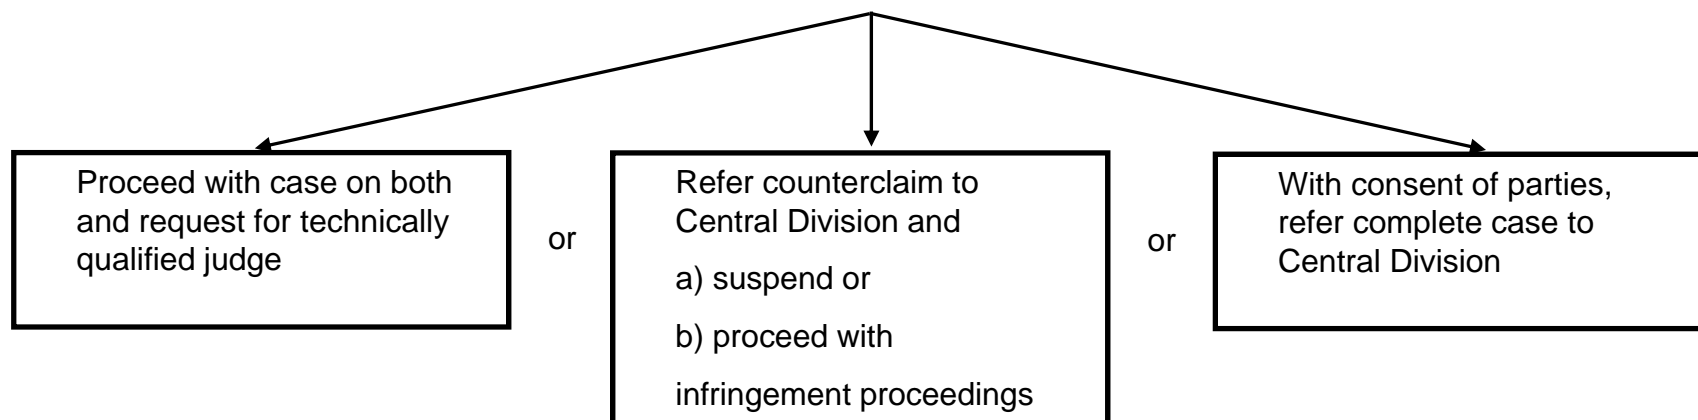 Proceed with case on both
and request for technically
qualified judge
or
Refer counterclaim to
Central Division and
a) suspend or
b) proceed with
infringement proceedings
or
With consent of parties,
refer complete case to
Central Division